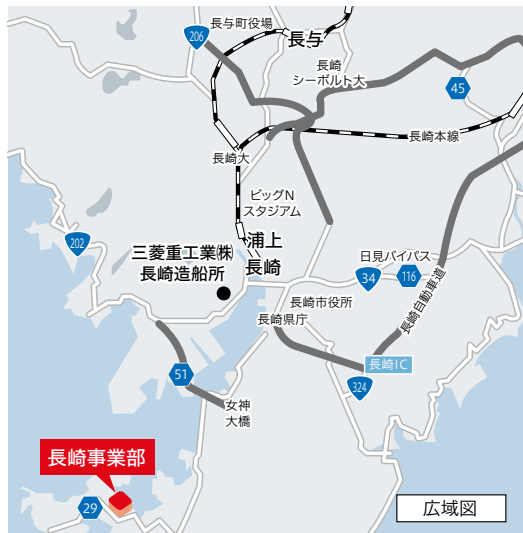 長与町役場
206
長与
長崎
シーボルト大
45
長崎本線
長崎大
ビッグN
スタジアム
202
浦上
三菱重工業㈱
長崎造船所
長崎
日見バイパス
34
116
長崎自動車道
長崎市役所
長崎県庁
長崎IC
324
51
女神
大橋
長崎事業部
29
広域図